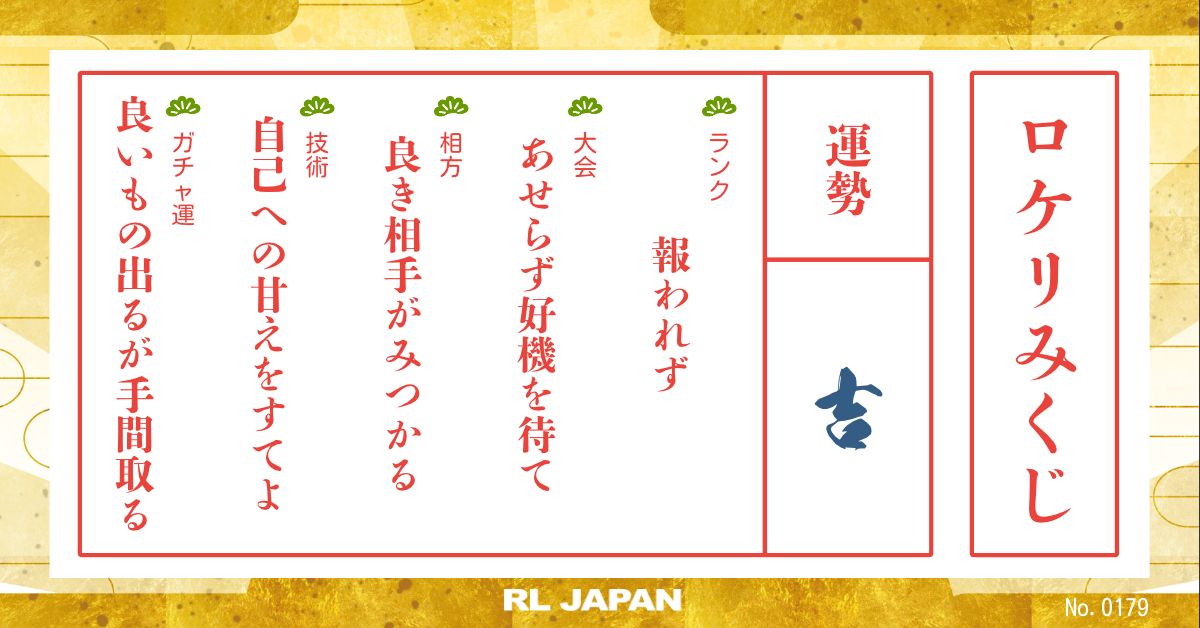 ロケリみくじ
運勢
吉
ランク
報われず
大会
あせらず好機を待て
相方
良き相手がみつかる
技術
自己への甘えをすてよ
ガチャ運
良いもの出るが手間取る
RL JAPAN
No. 0179